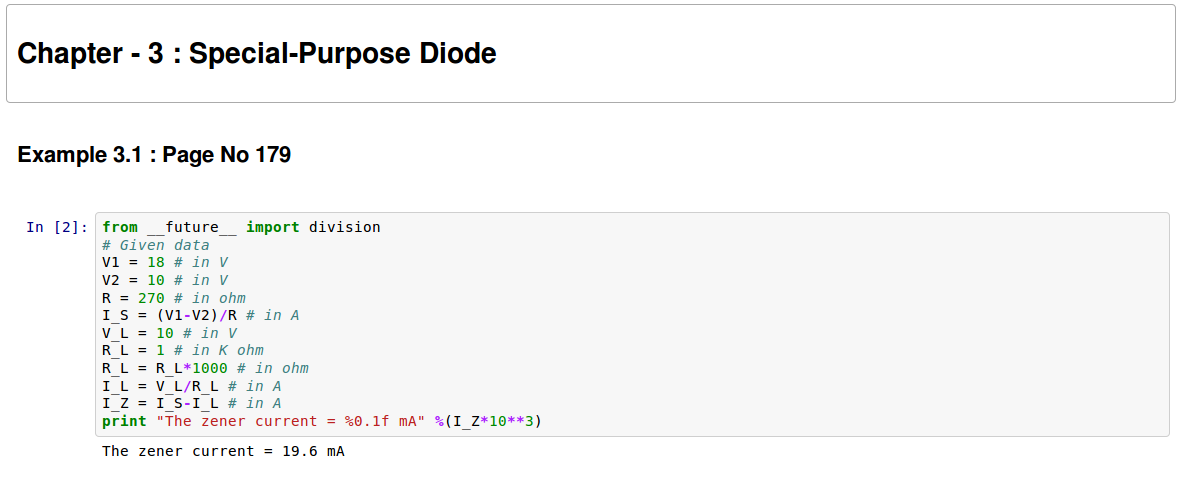 Chapter - 3 : Special-Purpose Diode
Example 3.1 : Page No 179
In [2]: from __future__ import division
# Given data
V1 = 18 # in V
V2 = 10 # in V
R = 270 # in ohm
I_S = (V1-V2)/R # in A
V_L = 10 # in V
R_L = 1 # in K ohm
R_L = R_L*1000 # in ohm
I_L = V_L/R_L # in A
I_Z = I_S-I_L # in A
print "The zener current = %0.1f mA" %(I_Z*10**3)
The zener current = 19.6 mA